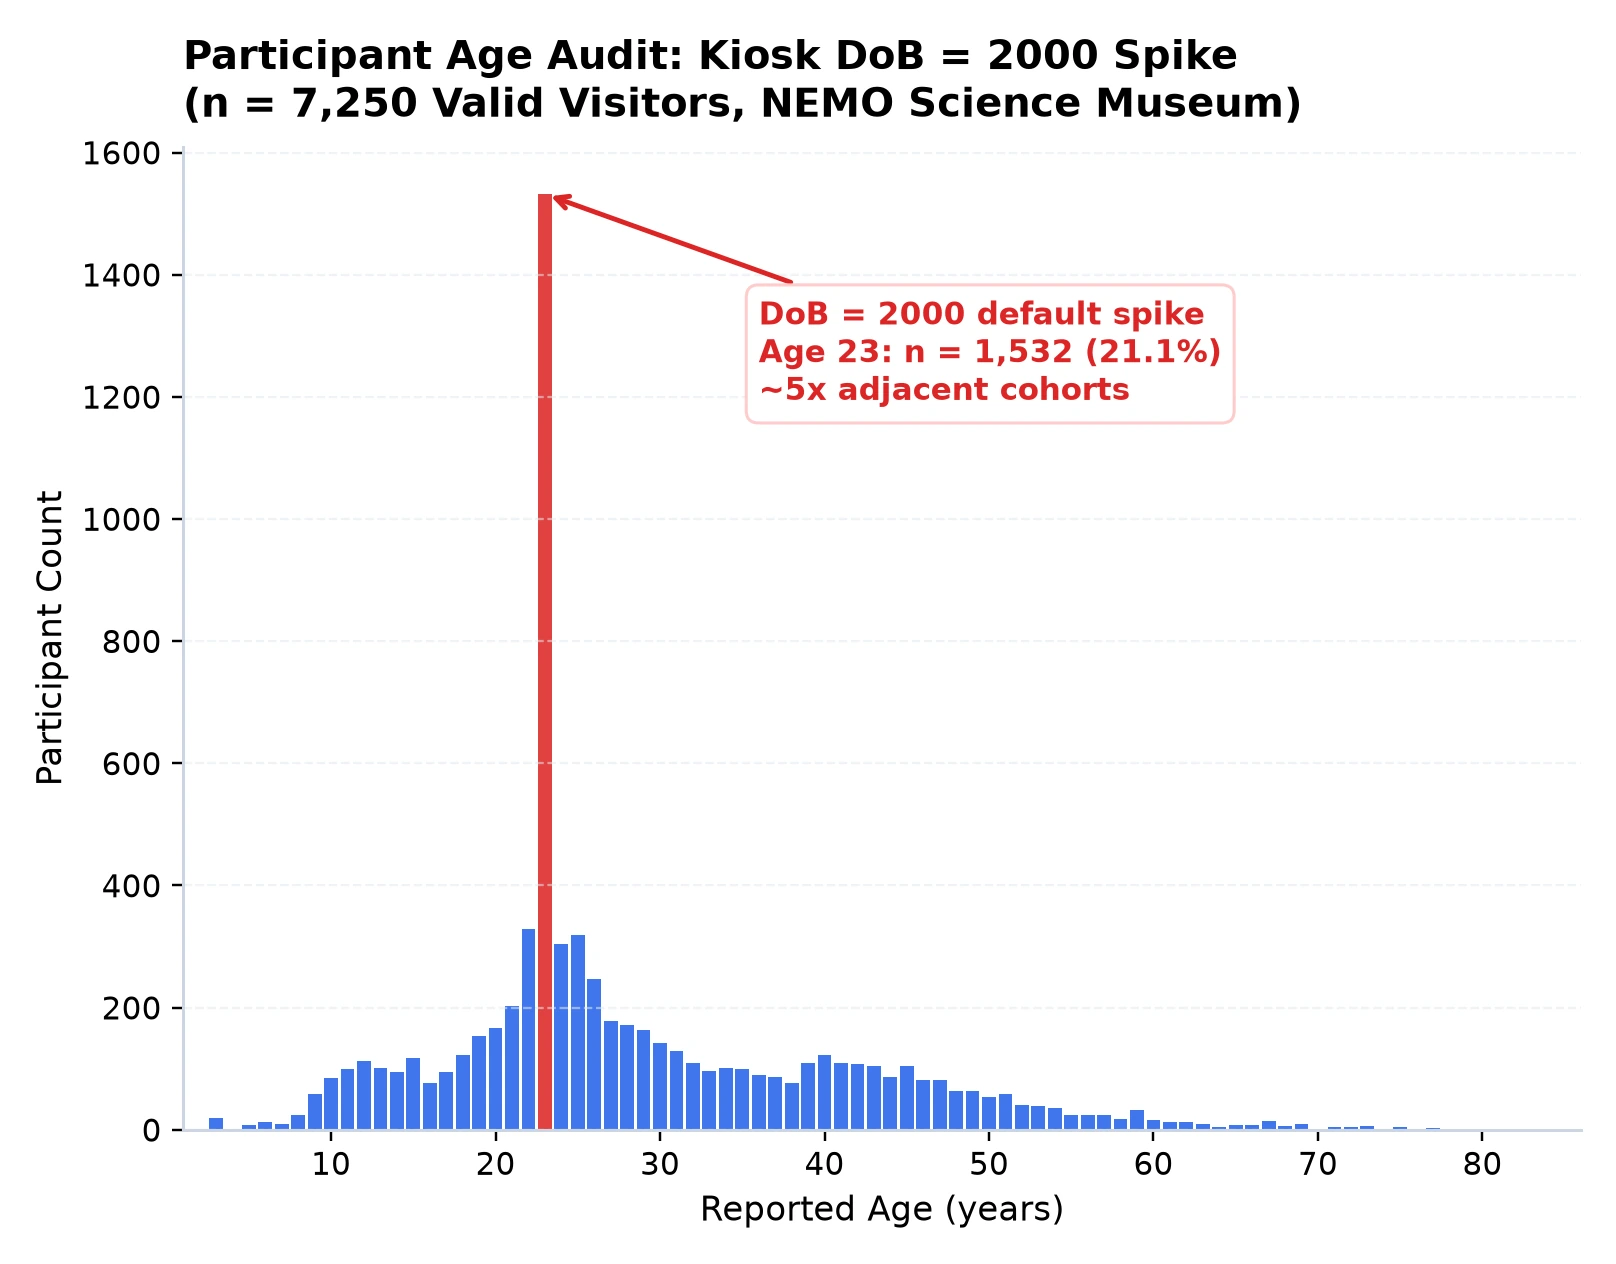 Participant Age Audit: Kiosk DoB = 2000 Spike
(n = 7,250 Valid Visitors, NEMO Science Museum)
1600
1400
1200
1000
800
600
400
200
0
Participant Count
DoB = 2000 default spike
Age 23: n = 1,532 (21.1%)
~5x adjacent cohorts
10 20 30 40 50 60 70 80
Reported Age (years)